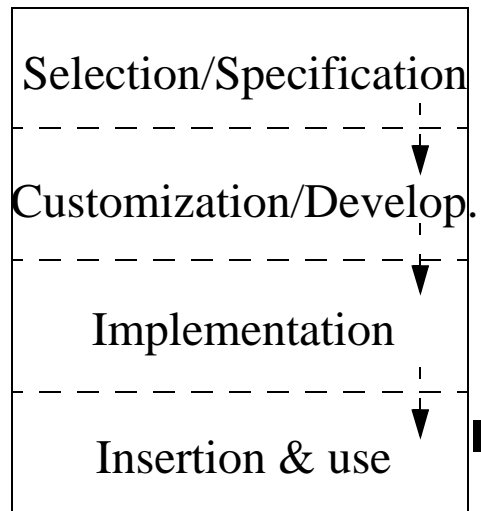 Selection/Specification
Customization/Develop.
Implementation
Insertion & use